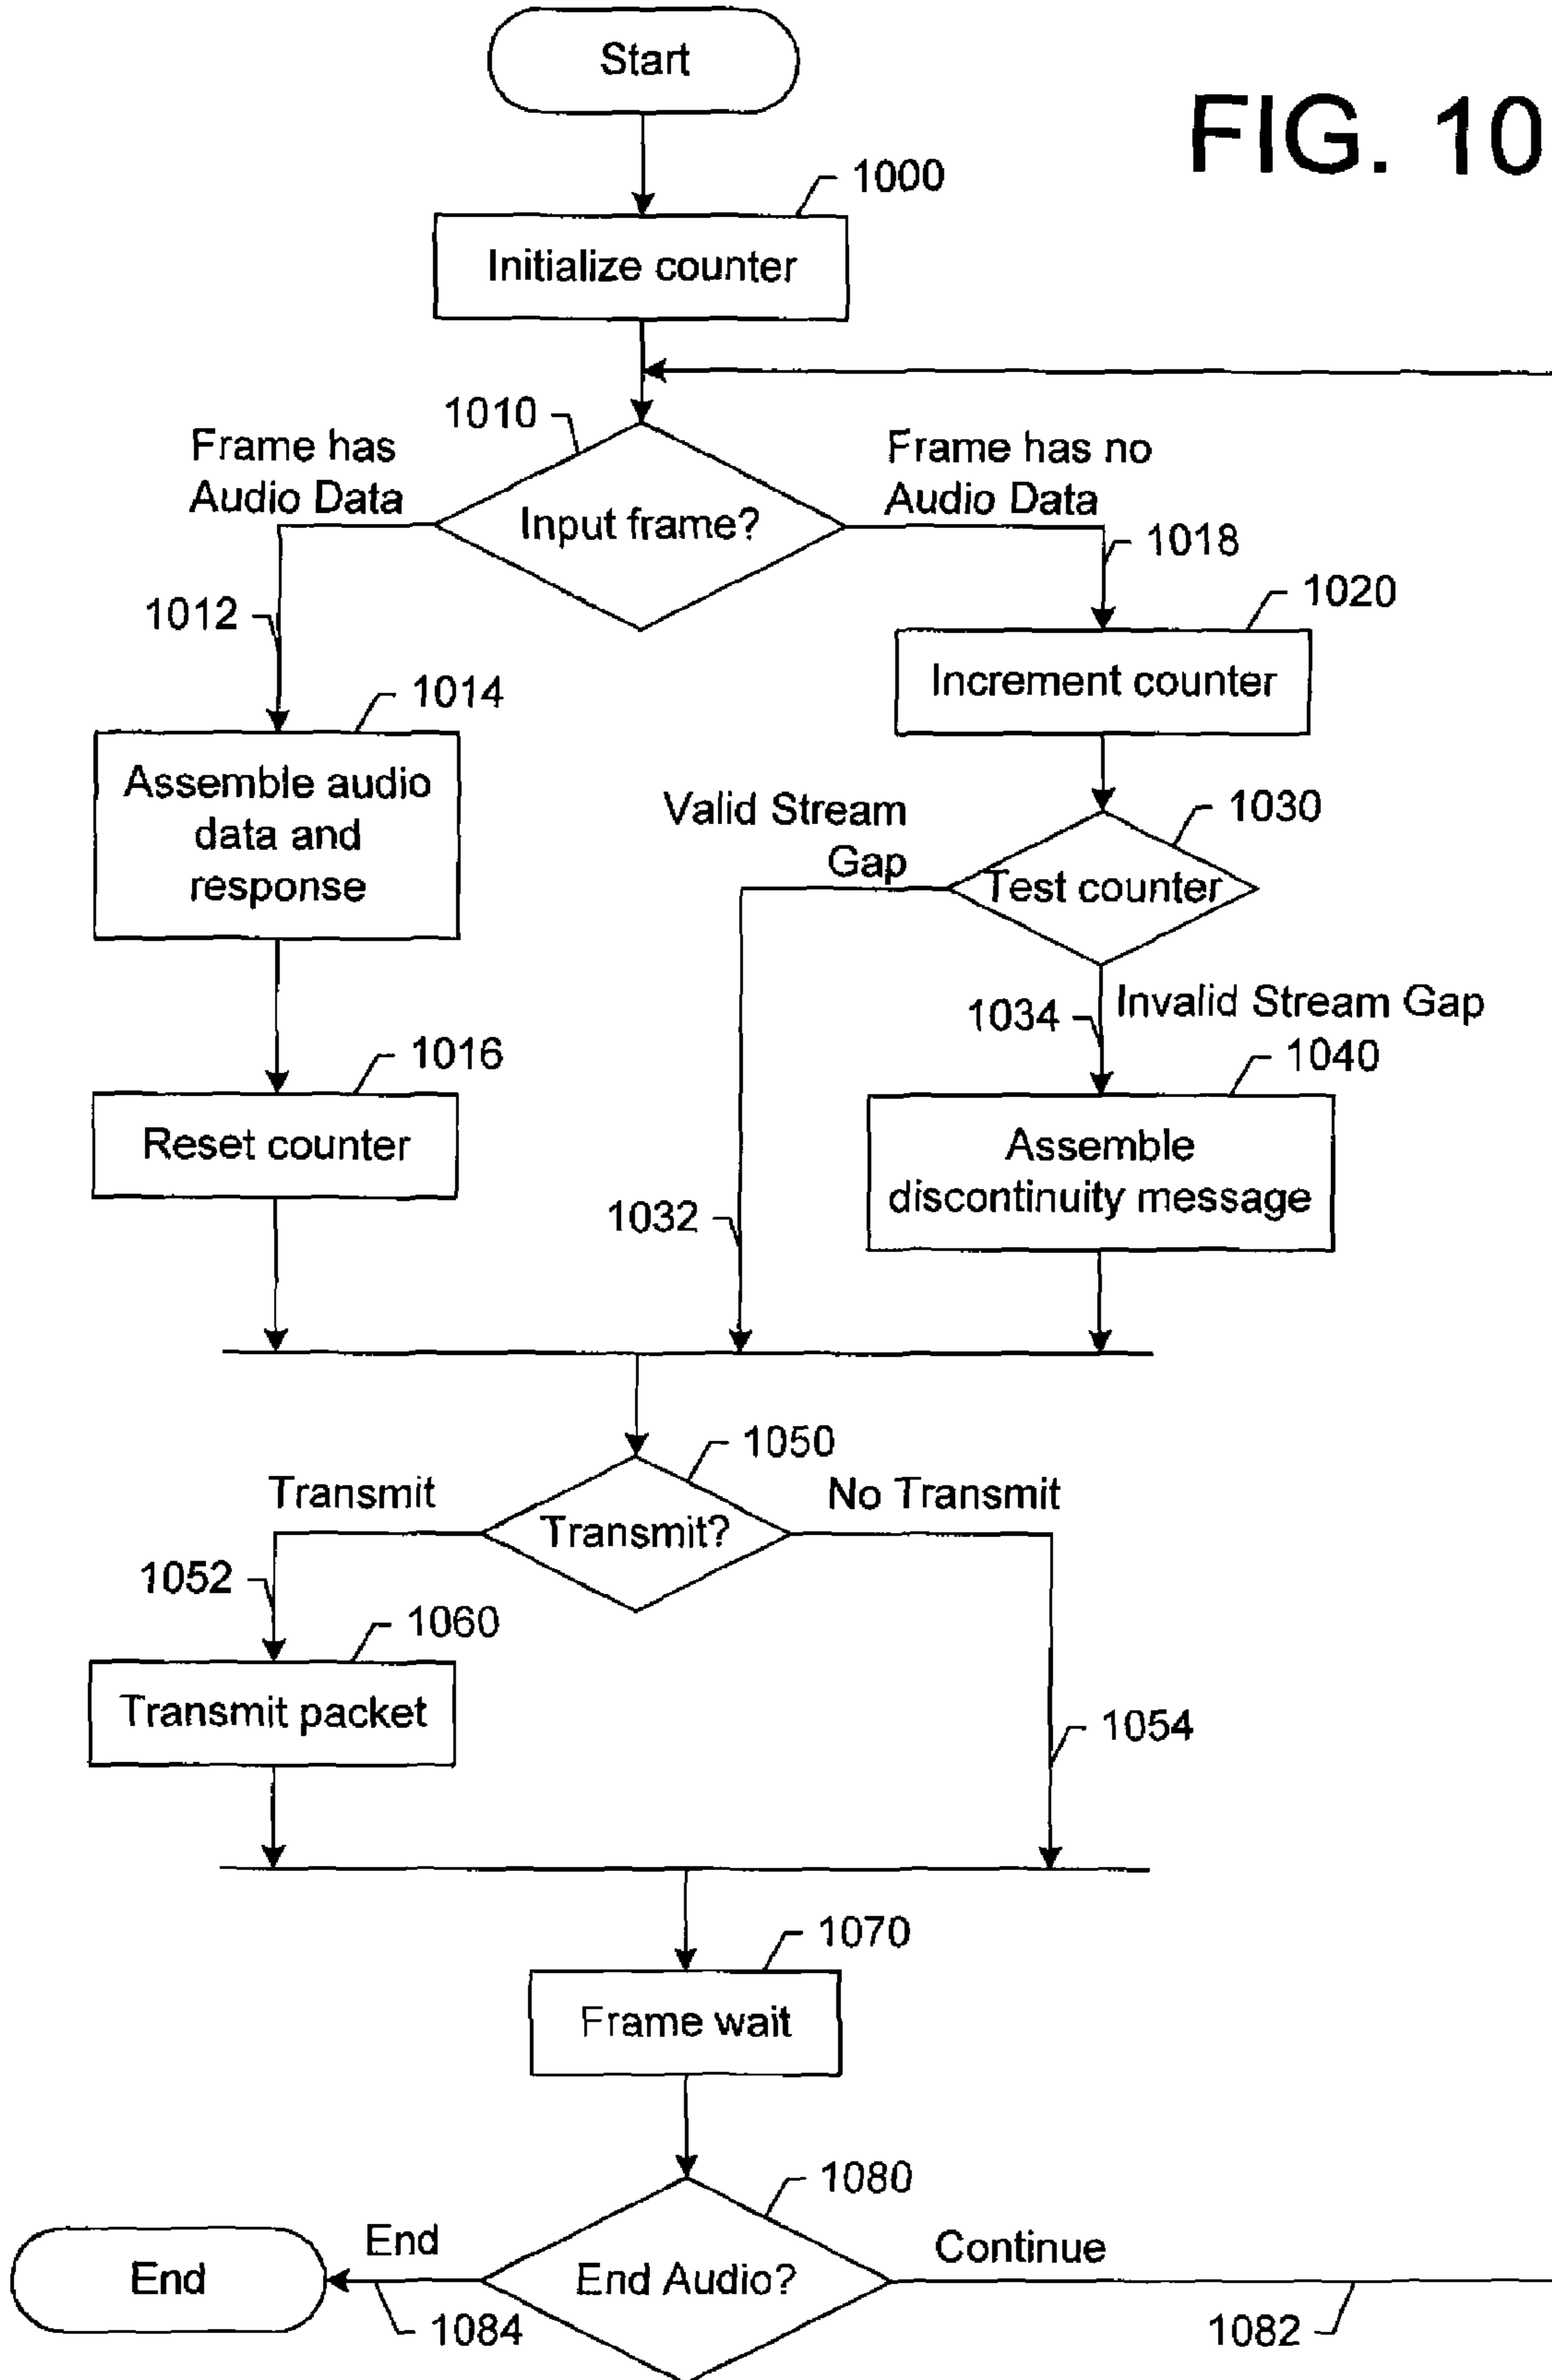 Start
FIG. 10
1000
Initialize counter
1010
Frame has
Audio Data
Frame has no
Audio Data
Input frame?
1018
1012
1020
Increment counter
1014
Assemble audio
data and
response
Valid Stream
Gap
1030
Test counter
1034
Invalid Stream Gap
1016
1040
Reset counter
Assemble
discontinuity message
1032
1050
Transmit
No Transmit
Transmit?
1052
1060
Transmit packet
1054
1070
Frame wait
1080
End
Continue
End
End Audio?
1084
1082